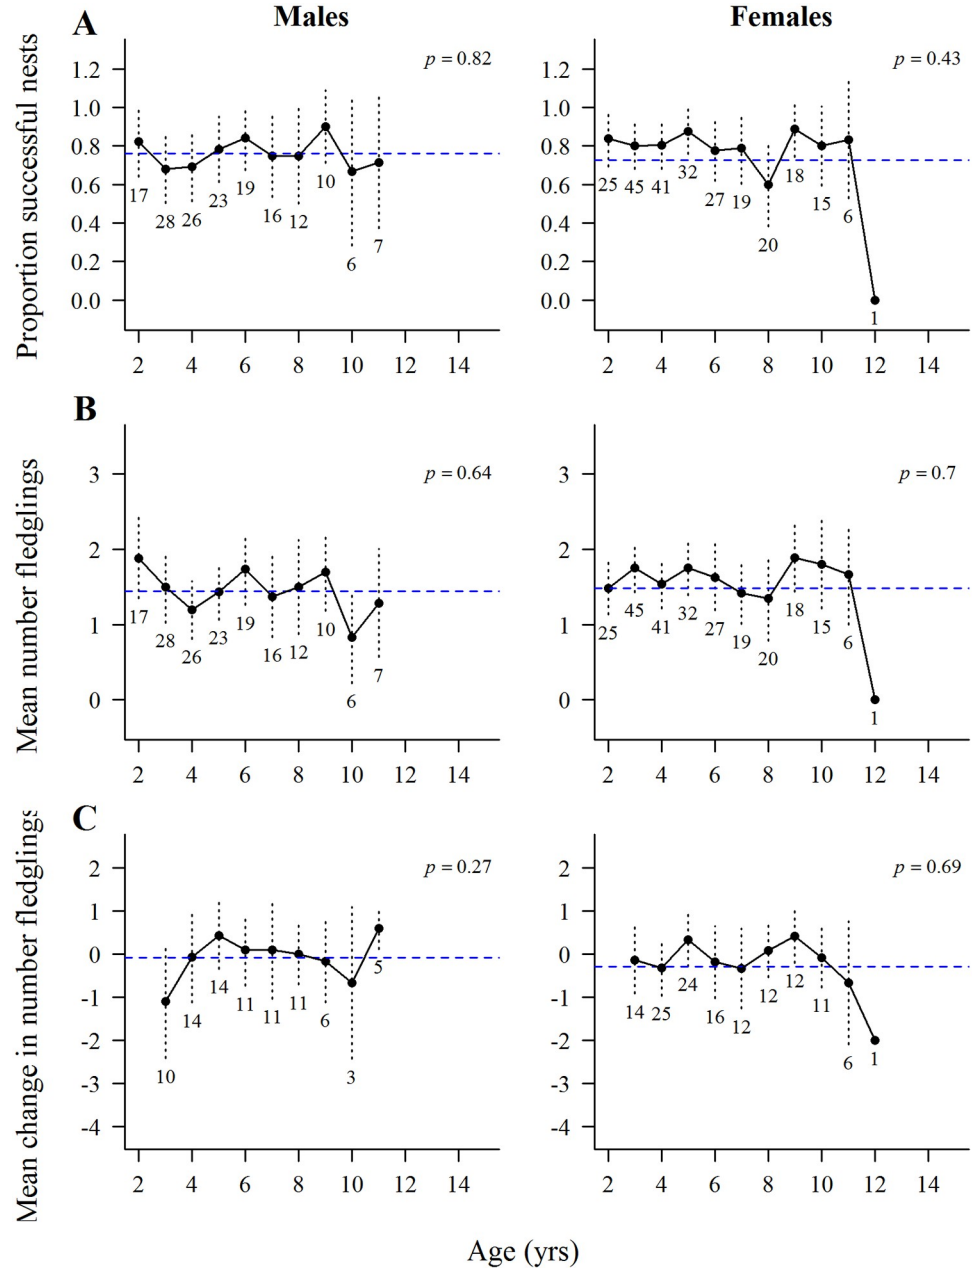 Males Females
A
Proportion successful nests
p = 0.82
1.2
1.0
0.8
0.6
0.4
0.2
0.0
17 28 26 23 19 16 12 10 6 7
2 4 6 8 10 12 14
p = 0.43
1.2
1.0
0.8
0.6
0.4
0.2
0.0
25 45 41 32 27 19 20 18 15 6 1
2 4 6 8 10 12 14
B
Mean number fledglings
p = 0.64
3
2
1
0
17 28 26 23 19 16 12 10 6 7
2 4 6 8 10 12 14
p = 0.7
3
2
1
0
25 45 41 32 27 19 20 18 15 6 1
2 4 6 8 10 12 14
C
Mean change in number fledglings
p = 0.27
2
1
0
-1
-2
-3
-4
10 14 14 11 11 11 6 3 5
2 4 6 8 10 12 14
p = 0.69
2
1
0
-1
-2
-3
-4
14 25 24 16 12 12 12 11 6 1
2 4 6 8 10 12 14
Age (yrs)